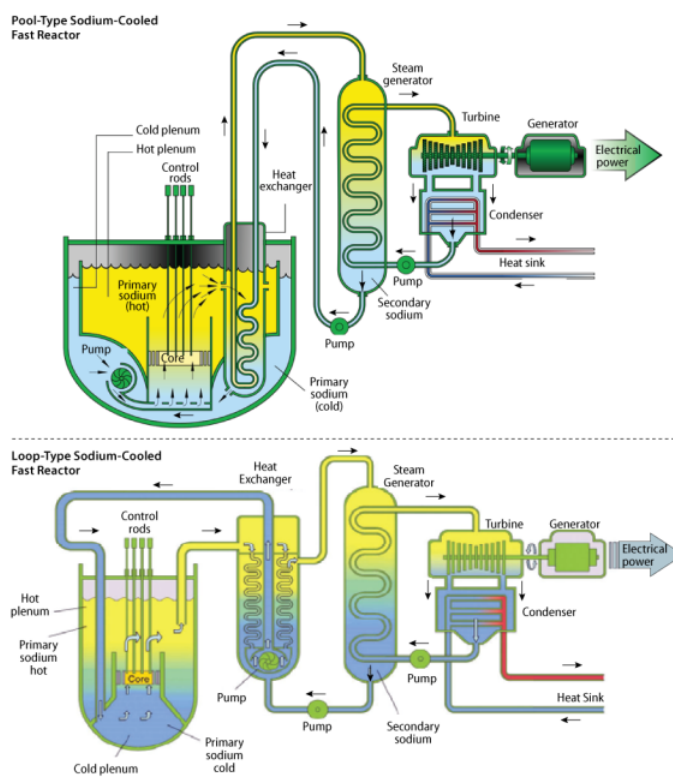 Pool-Type Sodium-Cooled
Fast Reactor
Steam
generator
Turbine
Generator
Electrical
power
Cold plenum
Hot plenum
Control
rods
Heat
exchanger
Condenser
Heat sink
Pump
Primary
sodium
(hot)
Secondary
sodium
Pump
Pump
Core
Primary
sodium
(cold)
Loop-Type Sodium-Cooled
Fast Reactor
Heat
Exchanger
Steam
Generator
Control
rods
Turbine
Generator
Electrical
power
Hot
plenum
Condenser
Primary
sodium
hot
Core
Pump
Pump
Pump
Heat Sink
Secondary
sodium
Primary
sodium
cold
Cold plenum